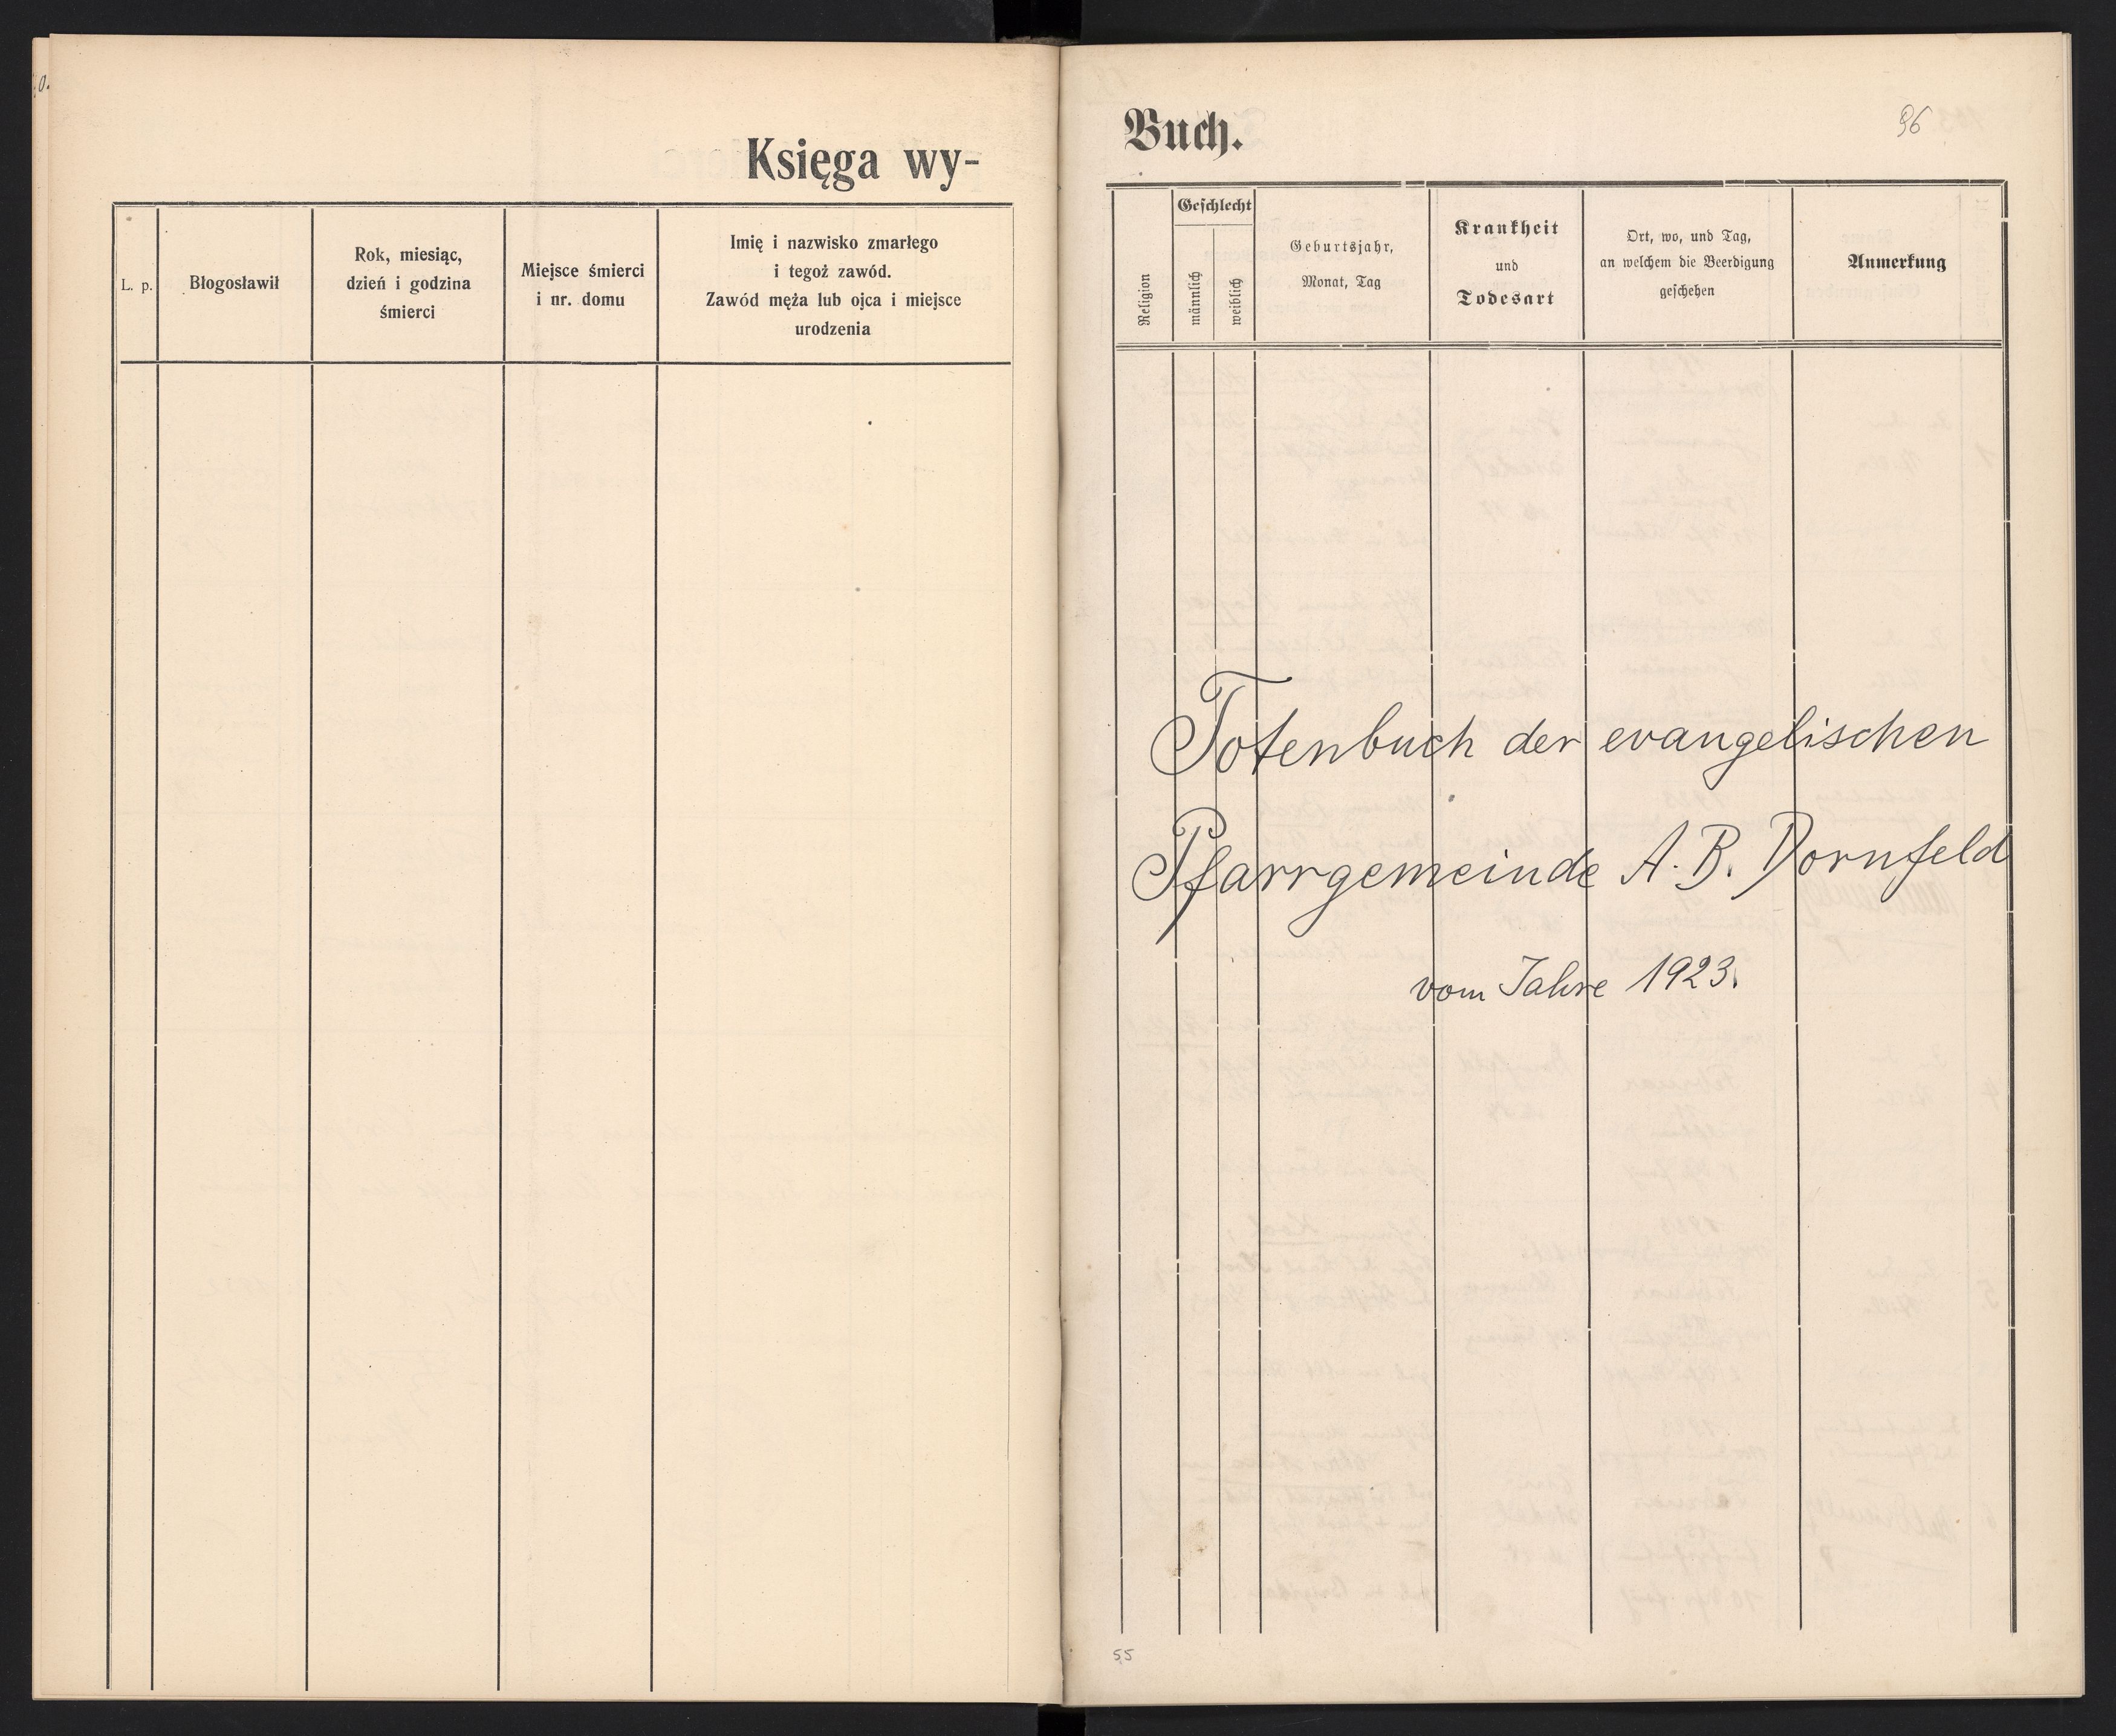 Księga wy-
L. p.
Błogosławił
Rok, miesiąc,
dzień i godzina
śmierci
Miejsce śmierci
i nr. domu
Imię i nazwisko zmarłego
i tegoż zawód.
Zawód męża lub ojca i miejsce
urodzenia
Buch.
96
Religion
Geschlecht
männlich
weiblich
Geburtsjahr,
Monat, Tag
Krankheit
und
Todesart
Ort, wo, und Tag,
an welchem die Beerdigung
geschehen
Anmerkung
Totenbuch der evangelischen
Pfarrgemeinde A. B. Dornfeld
vom Jahre 1923.
55